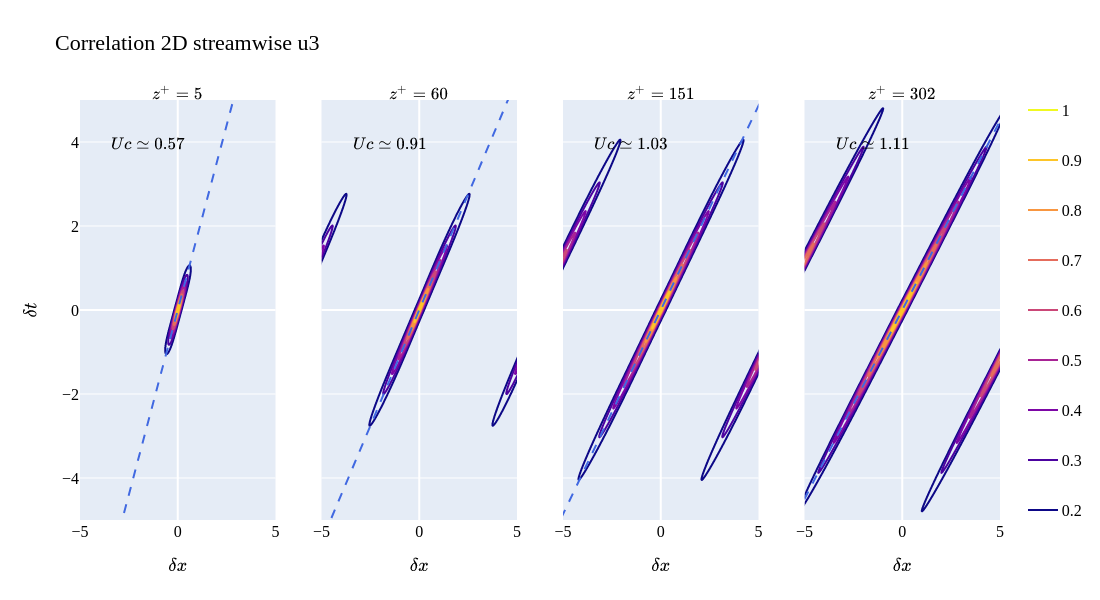 Correlation 2D streamwise u3
z⁺ = 5 z⁺ = 60 z⁺ = 151 z⁺ = 302
Uc ≃ 0.57 Uc ≃ 0.91 Uc ≃ 1.03 Uc ≃ 1.11
4
2
0
−2
−4
δt
−5 0 5 −5 0 5 −5 0 5 −5 0 5
δx δx δx δx
1
0.9
0.8
0.7
0.6
0.5
0.4
0.3
0.2